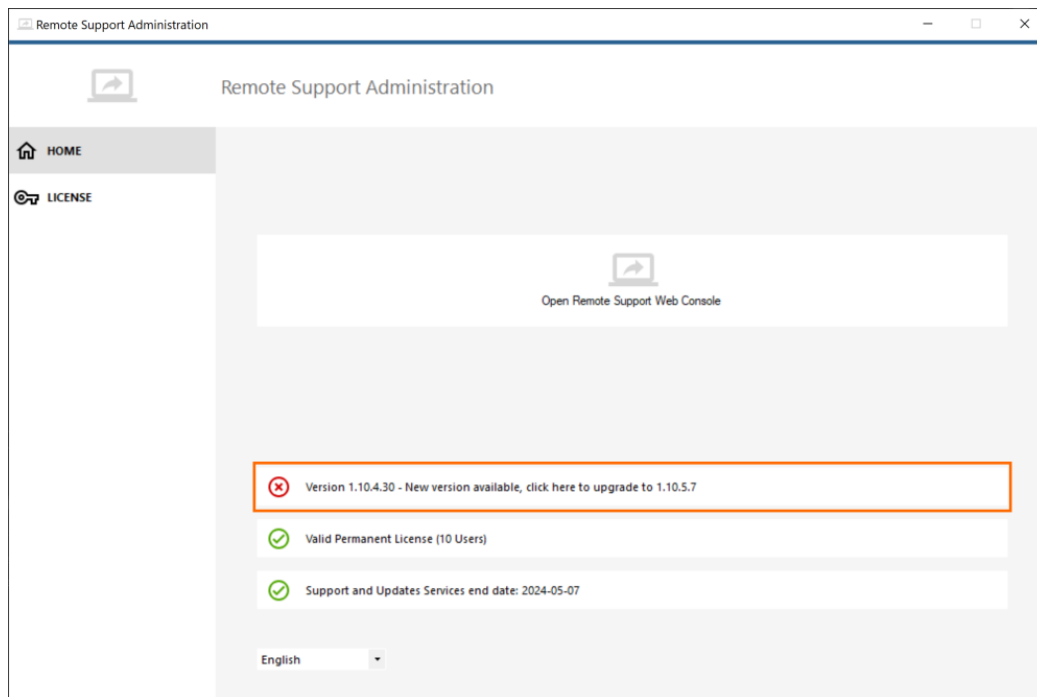 Remote Support Administration
Remote Support Administration
HOME
LICENSE
Open Remote Support Web Console
Version 1.10.4.30 - New version available, click here to upgrade to 1.10.5.7
Valid Permanent License (10 Users)
Support and Updates Services end date: 2024-05-07
English